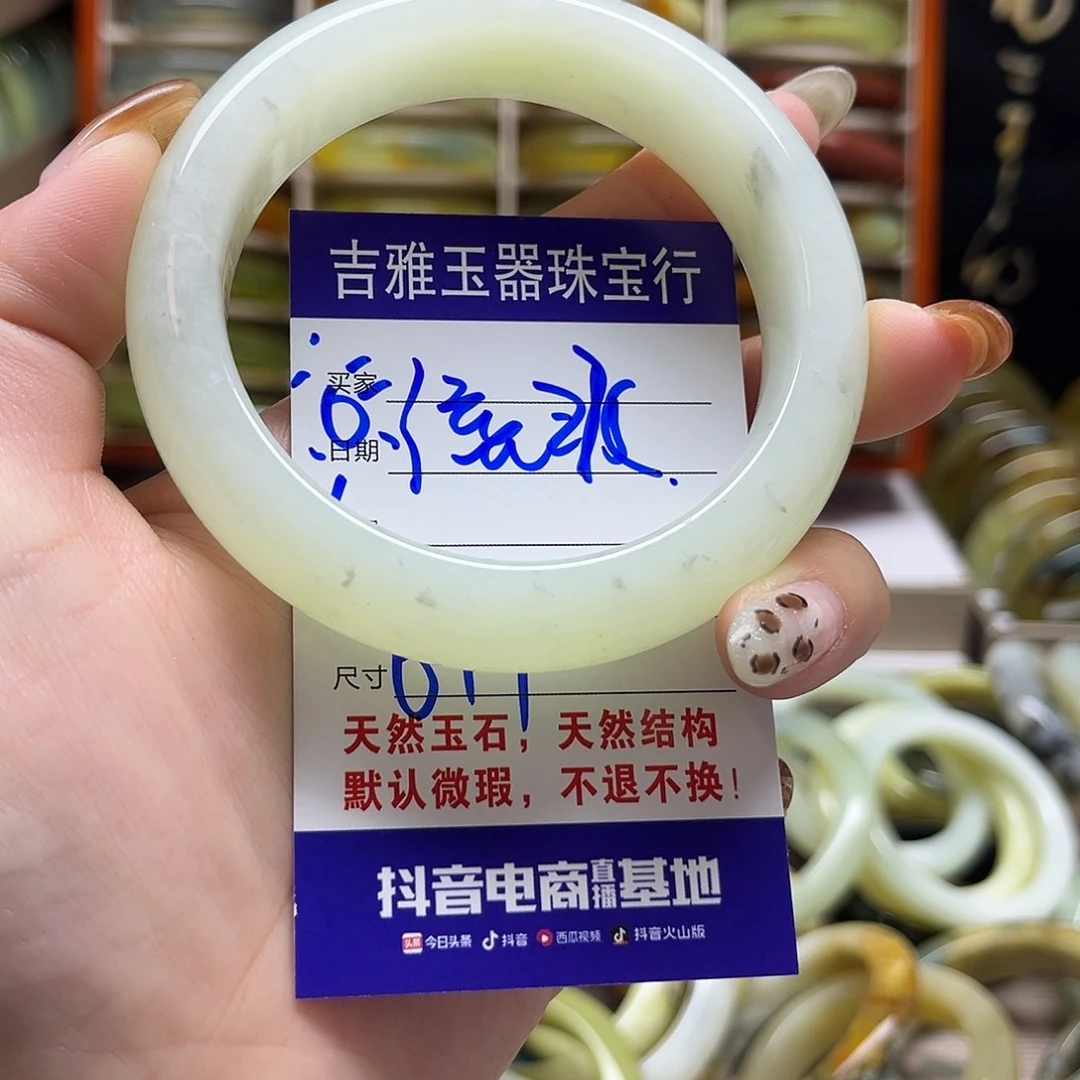 吉雅玉器珠宝行
买家
日期
尺寸
天然玉石，天然结构
默认微瑕，不退不换！
抖音电商直播基地
头条 今日头条 抖音 西瓜视频 抖音火山版